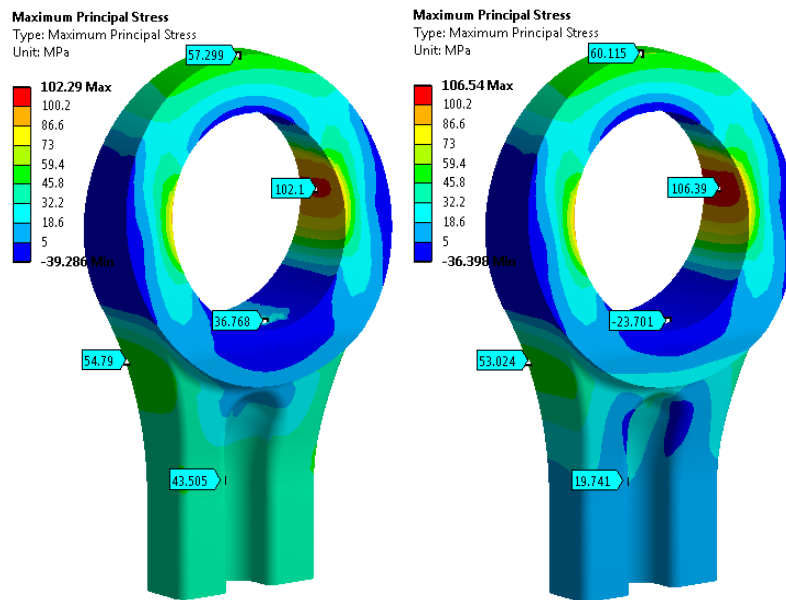 Maximum Principal Stress
Type: Maximum Principal Stress
Unit: MPa
102.29 Max
100.2
86.6
73
59.4
45.8
32.2
18.6
5
-39.286 Min
57.299
102.1
36.768
54.79
43.505
Maximum Principal Stress
Type: Maximum Principal Stress
Unit: MPa
106.54 Max
100.2
86.6
73
59.4
45.8
32.2
18.6
5
-36.398 Min
60.115
106.39
-23.701
53.024
19.741